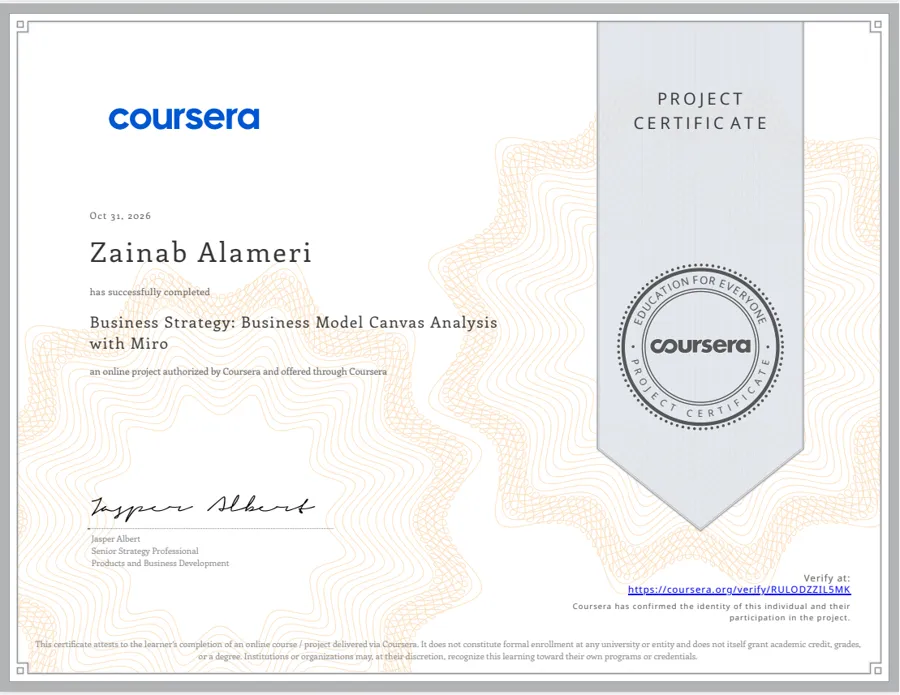 coursera
PROJECT
CERTIFICATE
Oct 31, 2026
Zainab Alameri
has successfully completed
Business Strategy: Business Model Canvas Analysis
with Miro
an online project authorized by Coursera and offered through Coursera
EDUCATION FOR EVERYONE
coursera
PROJECT CERTIFICATE
Jasper Albert
Jasper Albert
Senior Strategy Professional
Products and Business Development
Verify at:
https://coursera.org/verify/RULODZZIL5MK
Coursera has confirmed the identity of this individual and their
participation in the project.
This certificate attests to the learner's completion of an online course / project delivered via Coursera. It does not constitute formal enrollment at any university or entity and does not itself grant academic credit, grades,
or a degree. Institutions or organizations may, at their discretion, recognize this learning toward their own programs or credentials.